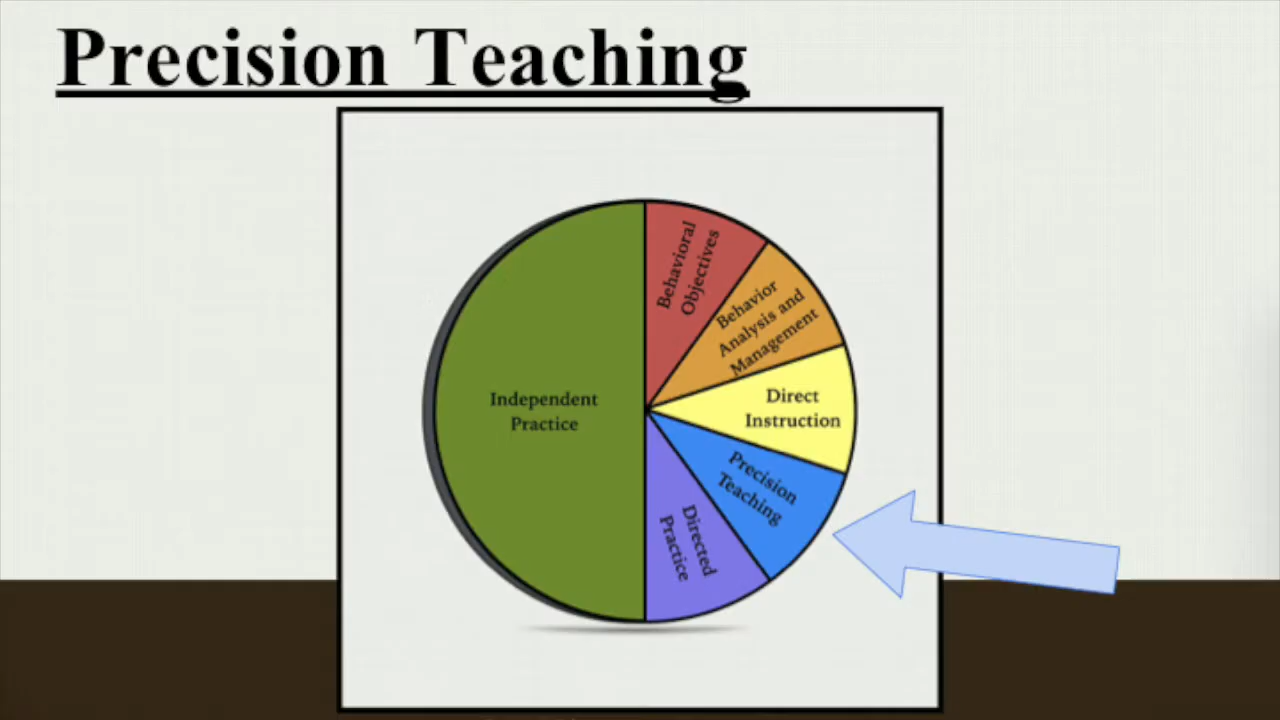 Precision Teaching
Behavioral
Objectives
Behavior
Analysis and
Management
Independent
Practice
Direct
Instruction
Precision
Teaching
Directed
Practice